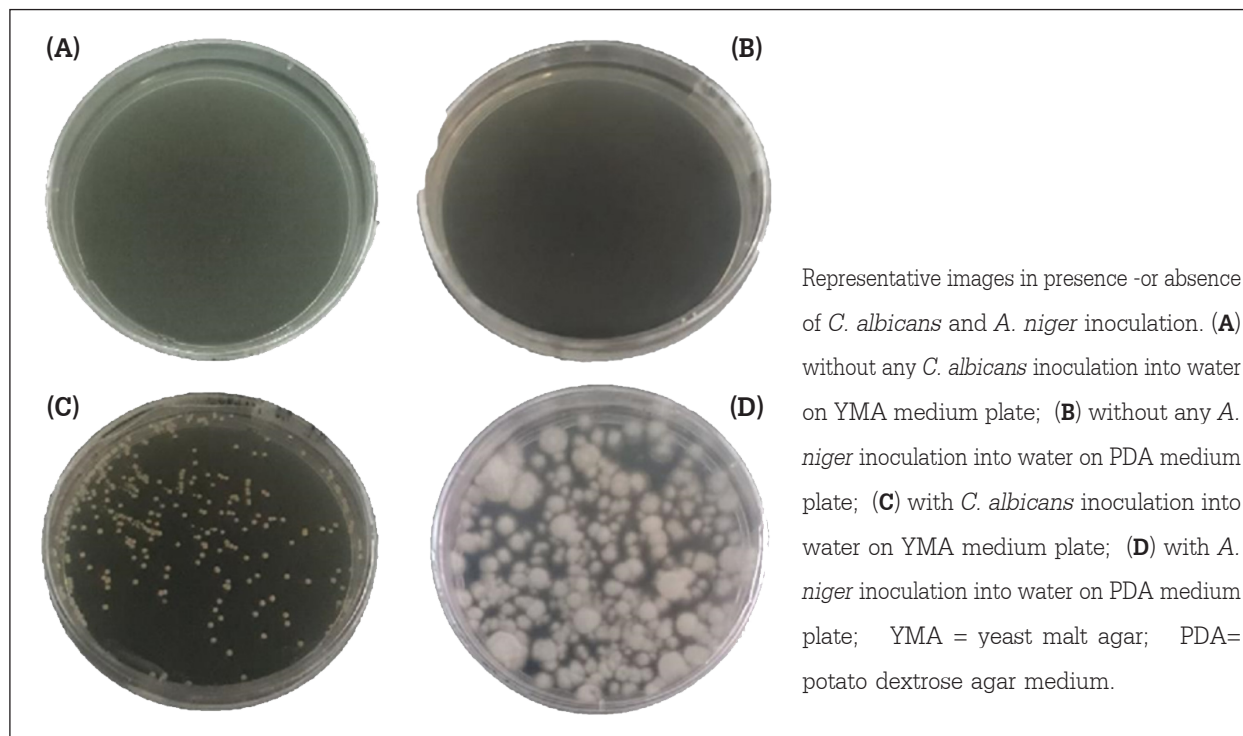 (A)
(B)
(C)
(D)
Representative images in presence -or absence
of C. albicans and A. niger inoculation. (A)
without any C. albicans inoculation into water
on YMA medium plate; (B) without any A.
niger inoculation into water on PDA medium
plate; (C) with C. albicans inoculation into
water on YMA medium plate; (D) with A.
niger inoculation into water on PDA medium
plate; YMA = yeast malt agar; PDA=
potato dextrose agar medium.